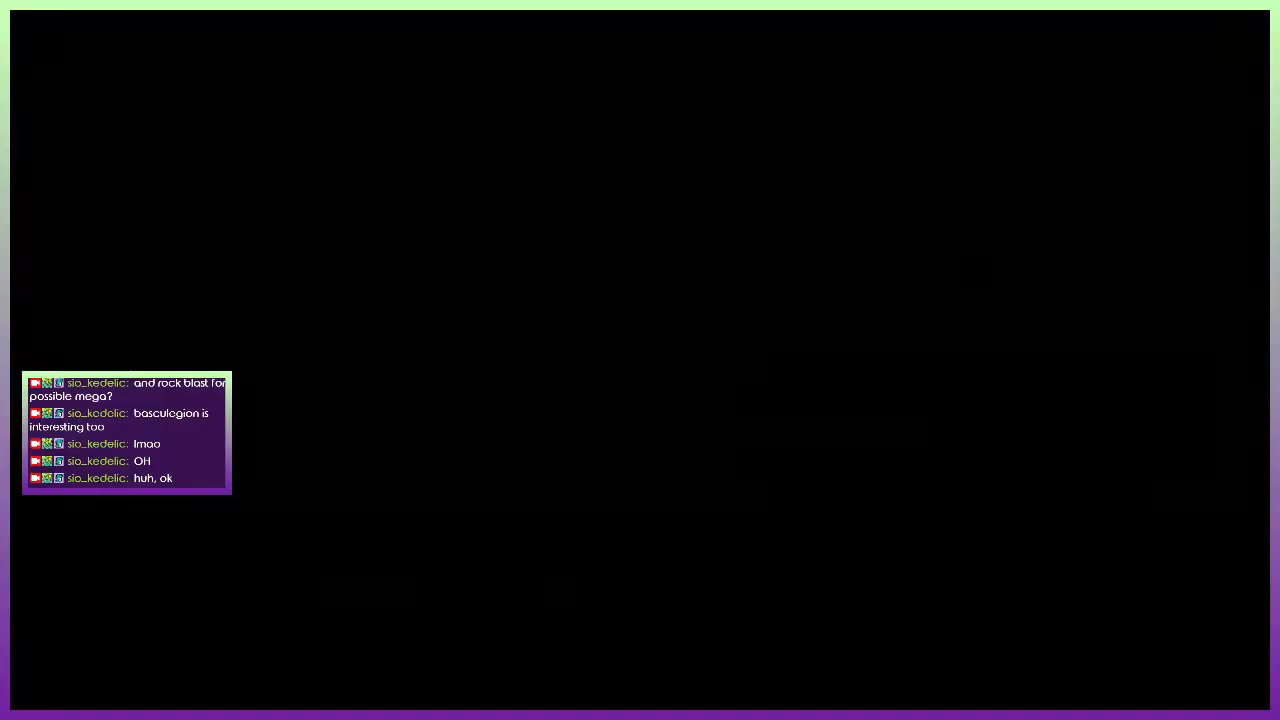 sio_kedelic: and rock blast for
possible mega?
sio_kedelic: basculegion is
interesting too
sio_kedelic: lmao
sio_kedelic: OH
sio_kedelic: huh, ok